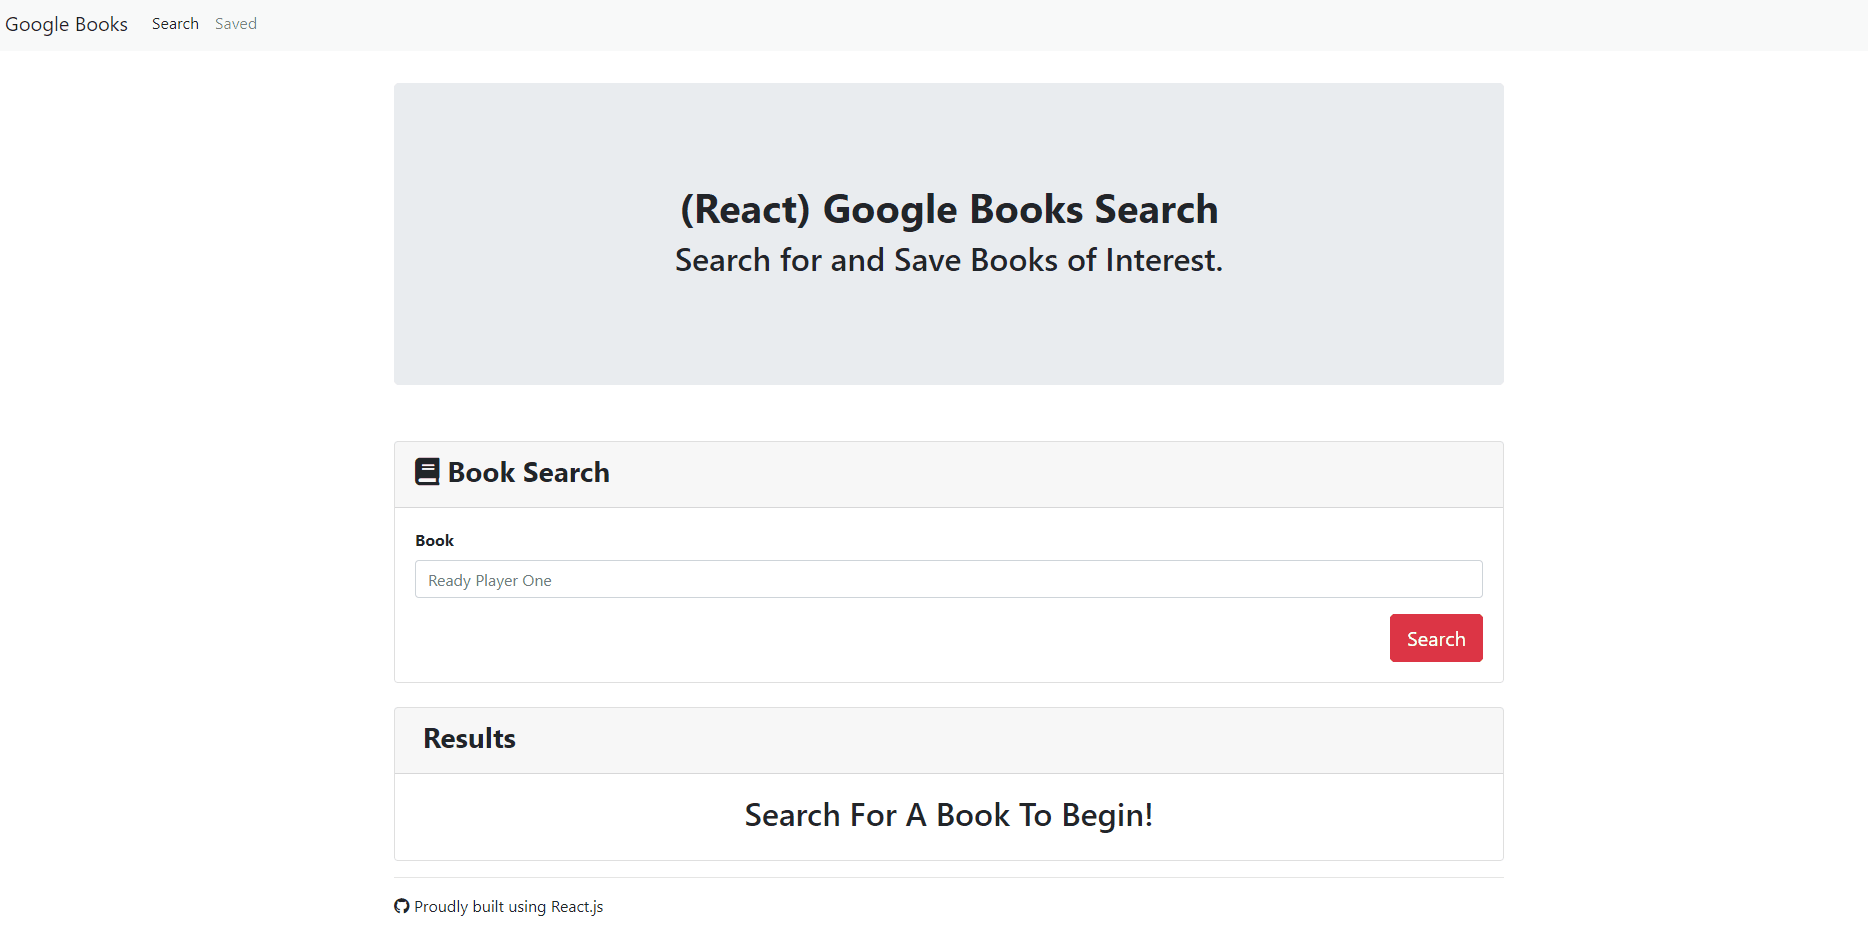 Google Books Search Saved
(React) Google Books Search
Search for and Save Books of Interest.
Book Search
Book
Ready Player One
Search
Results
Search For A Book To Begin!
Proudly built using React.js